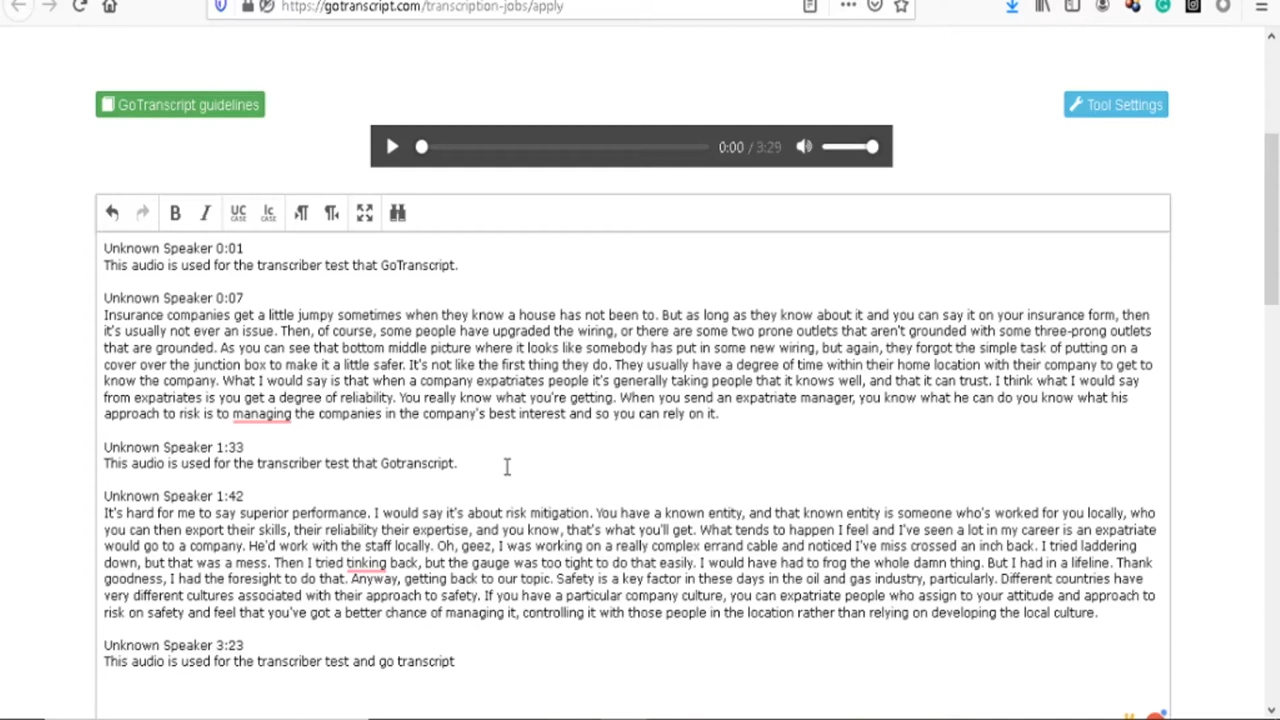 https://gotranscript.com/transcription-jobs/apply
GoTranscript guidelines
Tool Settings
0:00 / 3:29
B I UC CASE lc CASE
Unknown Speaker 0:01
This audio is used for the transcriber test that GoTranscript.
Unknown Speaker 0:07
Insurance companies get a little jumpy sometimes when they know a house has not been to. But as long as they know about it and you can say it on your insurance form, then
it's usually not ever an issue. Then, of course, some people have upgraded the wiring, or there are some two prone outlets that aren't grounded with some three-prong outlets
that are grounded. As you can see that bottom middle picture where it looks like somebody has put in some new wiring, but again, they forgot the simple task of putting on a
cover over the junction box to make it a little safer. It's not like the first thing they do. They usually have a degree of time within their home location with their company to get to
know the company. What I would say is that when a company expatriates people it's generally taking people that it knows well, and that it can trust. I think what I would say
from expatriates is you get a degree of reliability. You really know what you're getting. When you send an expatriate manager, you know what he can do you know what his
approach to risk is to managing the companies in the company's best interest and so you can rely on it.
Unknown Speaker 1:33
This audio is used for the transcriber test that Gotranscript.
Unknown Speaker 1:42
It's hard for me to say superior performance. I would say it's about risk mitigation. You have a known entity, and that known entity is someone who's worked for you locally, who
you can then export their skills, their reliability their expertise, and you know, that's what you'll get. What tends to happen I feel and I've seen a lot in my career is an expatriate
would go to a company. He'd work with the staff locally. Oh, geez, I was working on a really complex errand cable and noticed I've miss crossed an inch back. I tried laddering
down, but that was a mess. Then I tried tinking back, but the gauge was too tight to do that easily. I would have had to frog the whole damn thing. But I had in a lifeline. Thank
goodness, I had the foresight to do that. Anyway, getting back to our topic. Safety is a key factor in these days in the oil and gas industry, particularly. Different countries have
very different cultures associated with their approach to safety. If you have a particular company culture, you can expatriate people who assign to your attitude and approach to
risk on safety and feel that you've got a better chance of managing it, controlling it with those people in the location rather than relying on developing the local culture.
Unknown Speaker 3:23
This audio is used for the transcriber test and go transcript